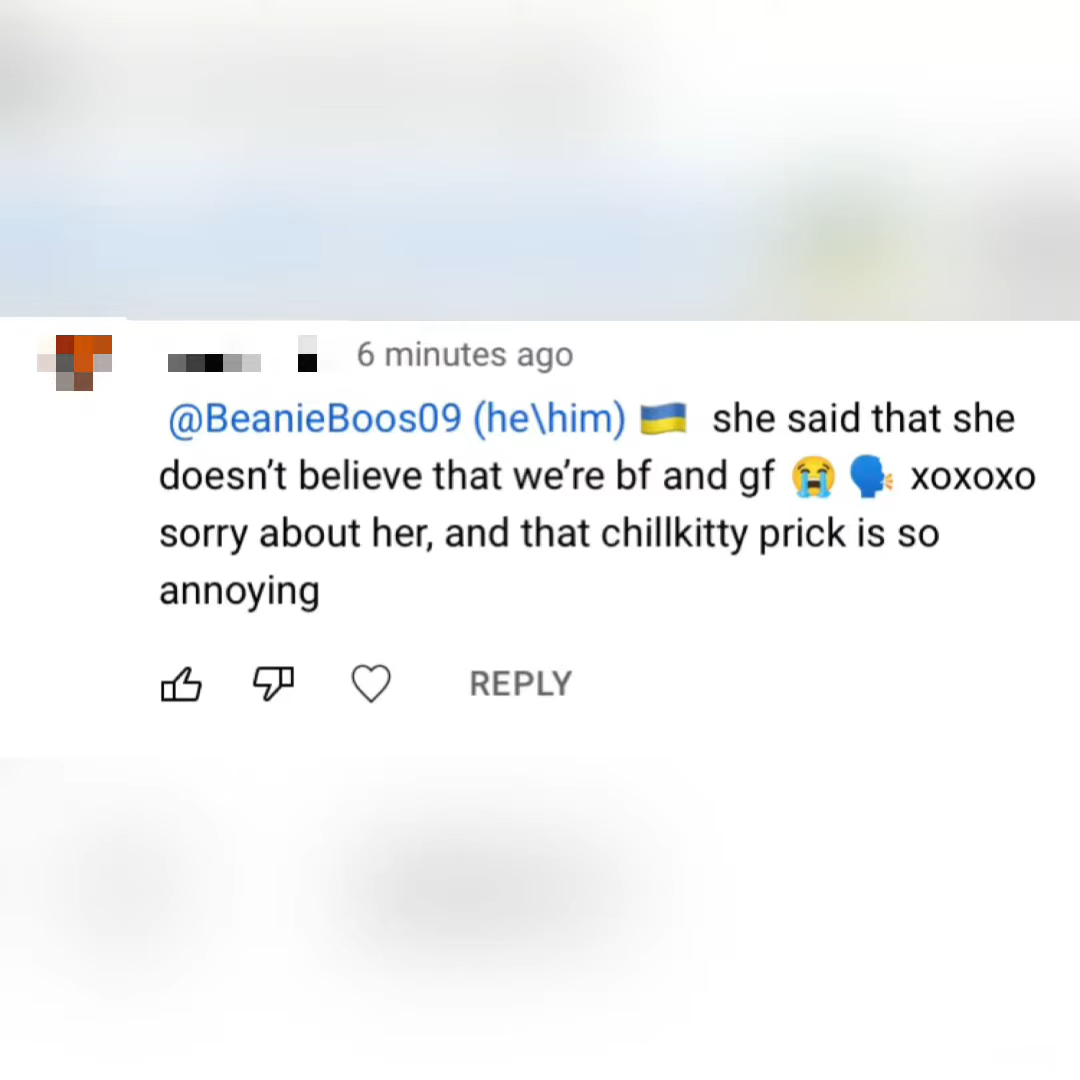 6 minutes ago
@BeanieBoos09 (he\him) 🇺🇦 she said that she
doesn’t believe that we’re bf and gf 😭 🗣️ xoxoxo
sorry about her, and that chillkitty prick is so
annoying
REPLY